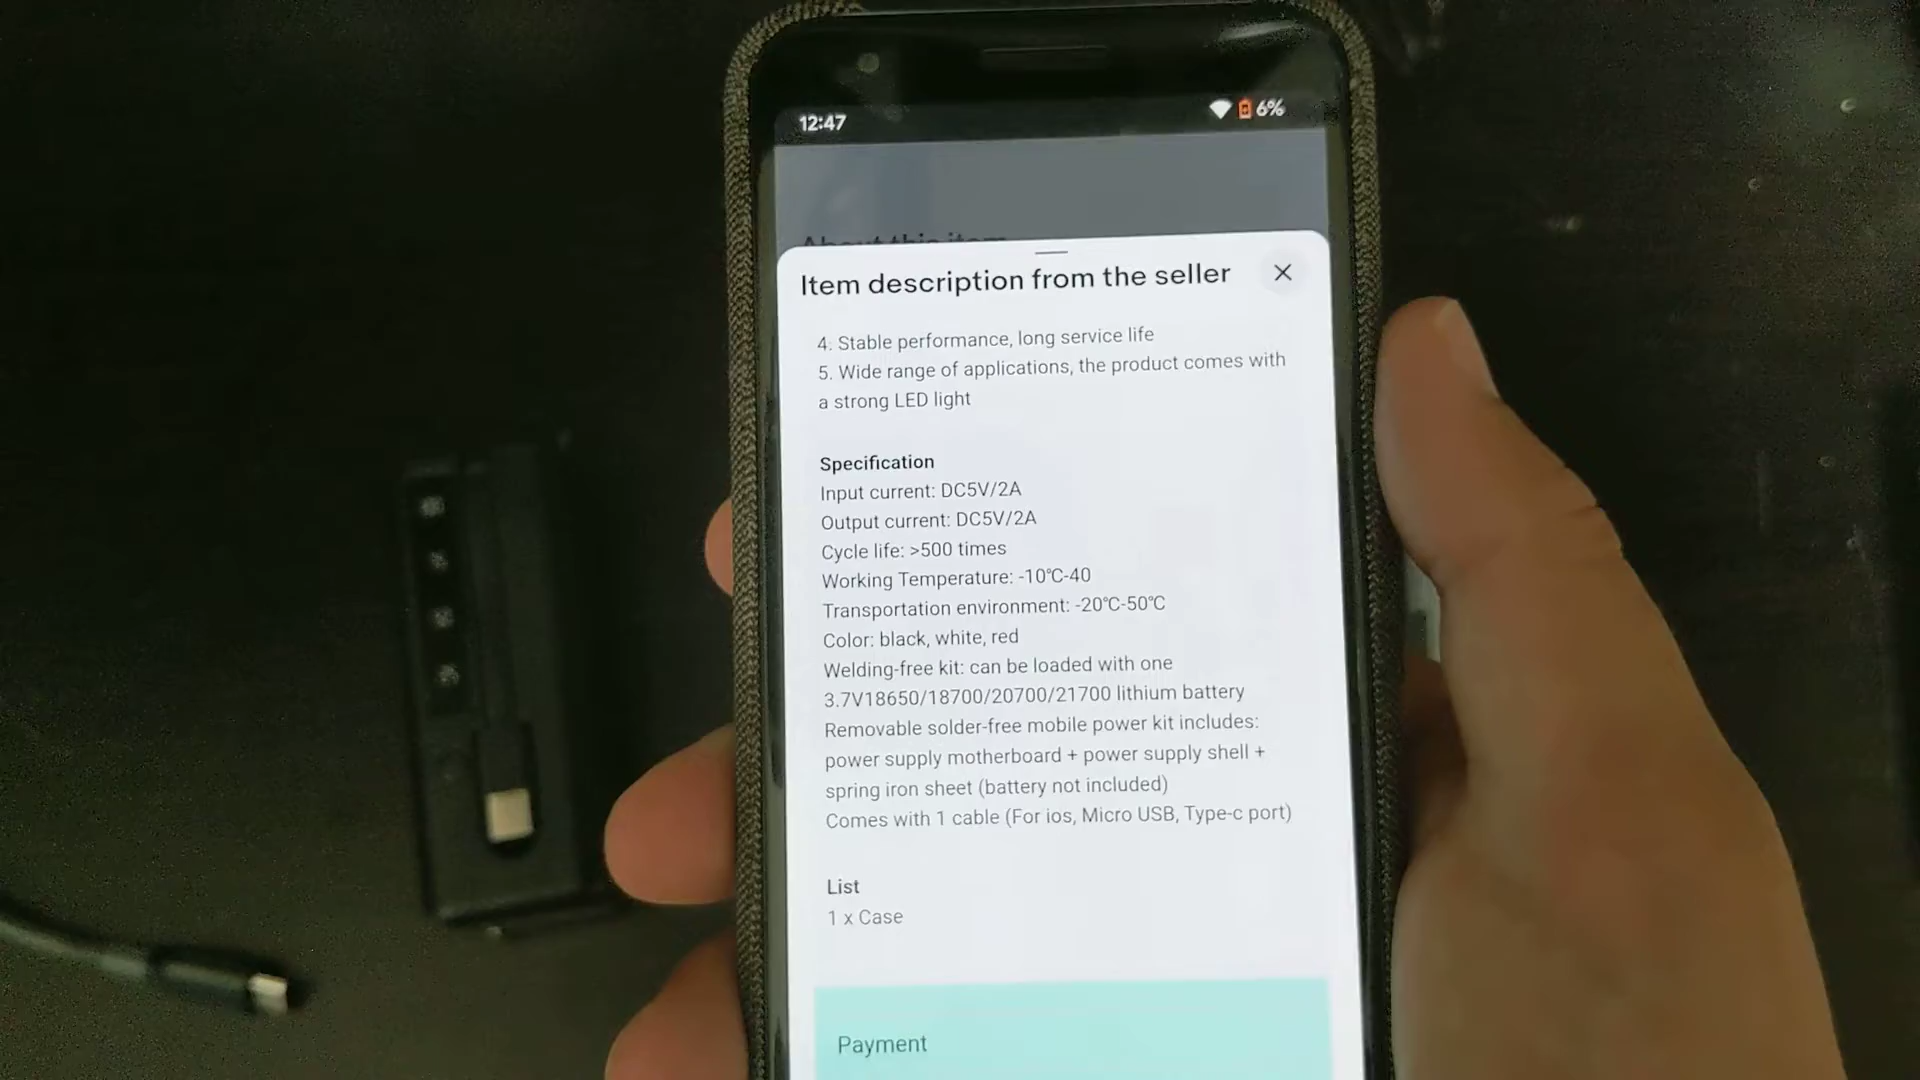 12:47
6%
About this item
Item description from the seller
4. Stable performance, long service life
5. Wide range of applications, the product comes with
a strong LED light
Specification
Input current: DC5V/2A
Output current: DC5V/2A
Cycle life: >500 times
Working Temperature: -10℃-40
Transportation environment: -20℃-50℃
Color: black, white, red
Welding-free kit: can be loaded with one
3.7V18650/18700/20700/21700 lithium battery
Removable solder-free mobile power kit includes:
power supply motherboard + power supply shell +
spring iron sheet (battery not included)
Comes with 1 cable (For ios, Micro USB, Type-c port)
List
1 x Case
Payment